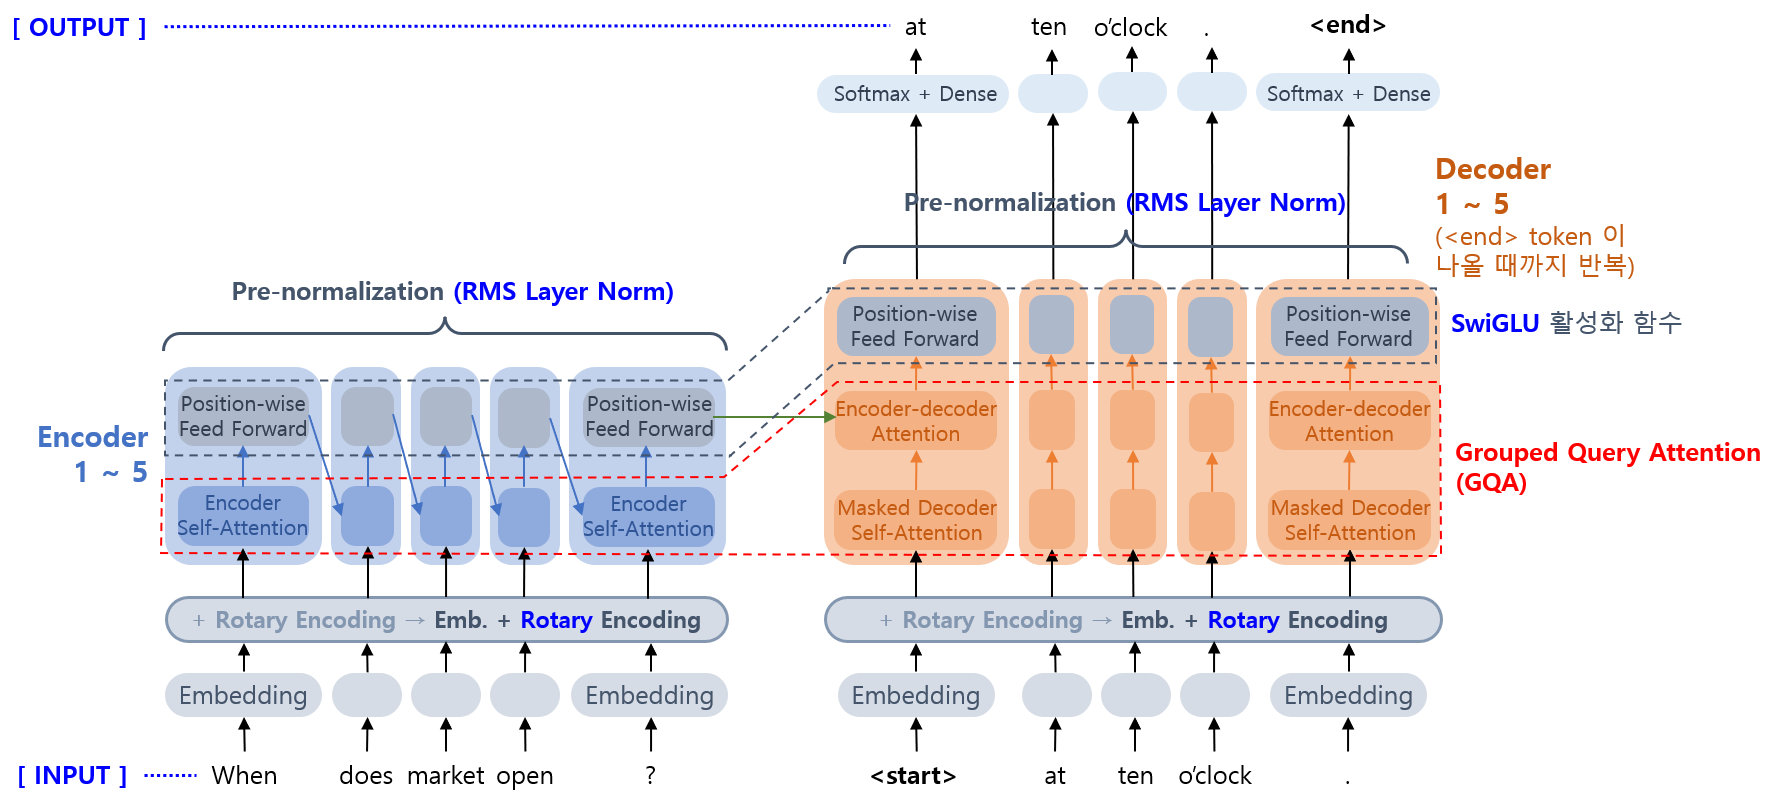 [ OUTPUT ]
at
ten
o'clock
.
<end>
Softmax + Dense
Softmax + Dense
Decoder
1 ~ 5
(<end> token 이
나올 때까지 반복)
Pre-normalization (RMS Layer Norm)
Pre-normalization (RMS Layer Norm)
Position-wise
Feed Forward
Position-wise
Feed Forward
SwiGLU 활성화 함수
Encoder
1 ~ 5
Position-wise
Feed Forward
Position-wise
Feed Forward
Encoder-decoder
Attention
Encoder-decoder
Attention
Grouped Query Attention
(GQA)
Encoder
Self-Attention
Encoder
Self-Attention
Masked Decoder
Self-Attention
Masked Decoder
Self-Attention
+ Rotary Encoding → Emb. + Rotary Encoding
+ Rotary Encoding → Emb. + Rotary Encoding
Embedding
Embedding
Embedding
Embedding
[ INPUT ]
When
does
market
open
?
<start>
at
ten
o'clock
.